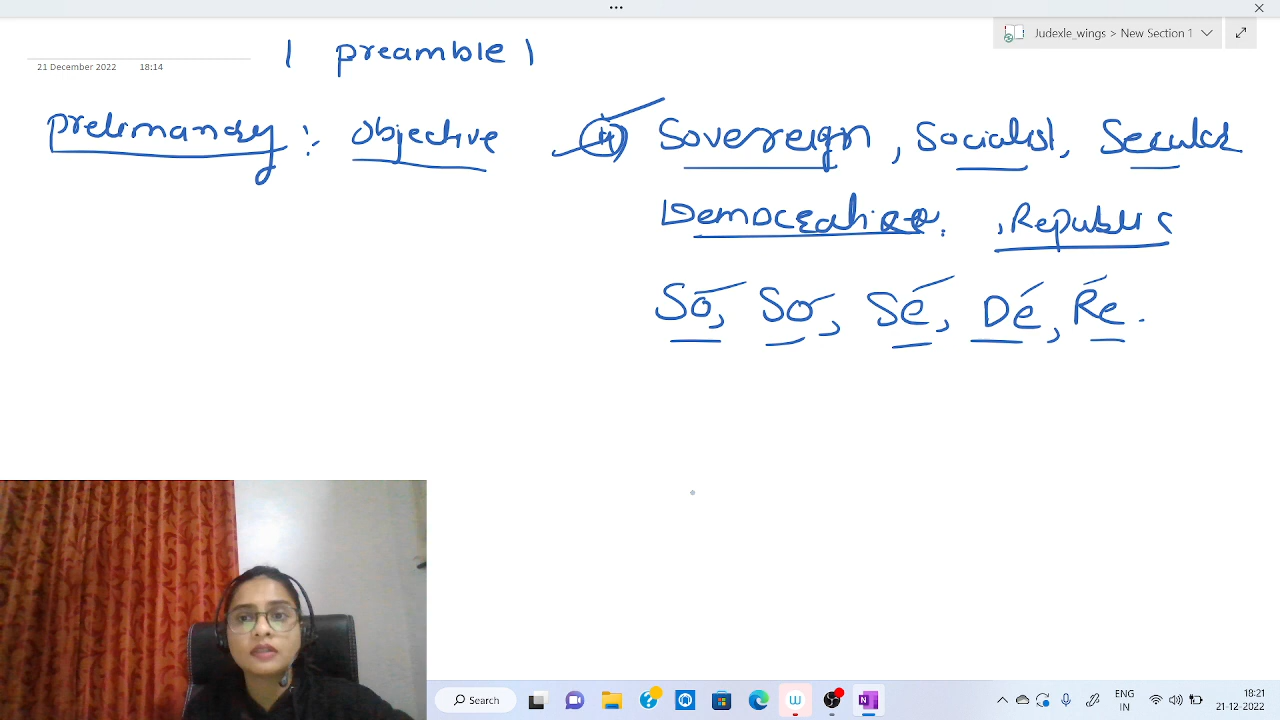 Judexle_wings > New Section 1
| preamble |
21 December 2022 18:14
prelimanary : objective
Sovereign, Socialist, Secular
Democratic , Republic
So, So, Se, De, Re.
Search
ENG
IN
18:21
21-12-2022